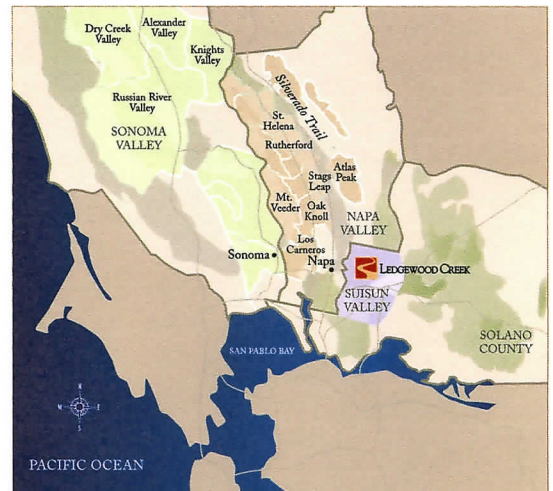 Dry Creek
Valley
Alexander
Valley
Knights
Valley
Russian River
Valley
SONOMA
VALLEY
Silverado Trail
St.
Helena
Rutherford
Atlas
Peak
Stags
Leap
Mt.
Veeder
Oak
Knoll
NAPA
VALLEY
Los
Carneros
Sonoma
Napa
LEDGEWOOD CREEK
SUISUN
VALLEY
SOLANO
COUNTY
SAN PABLO BAY
N
W E
S
PACIFIC OCEAN